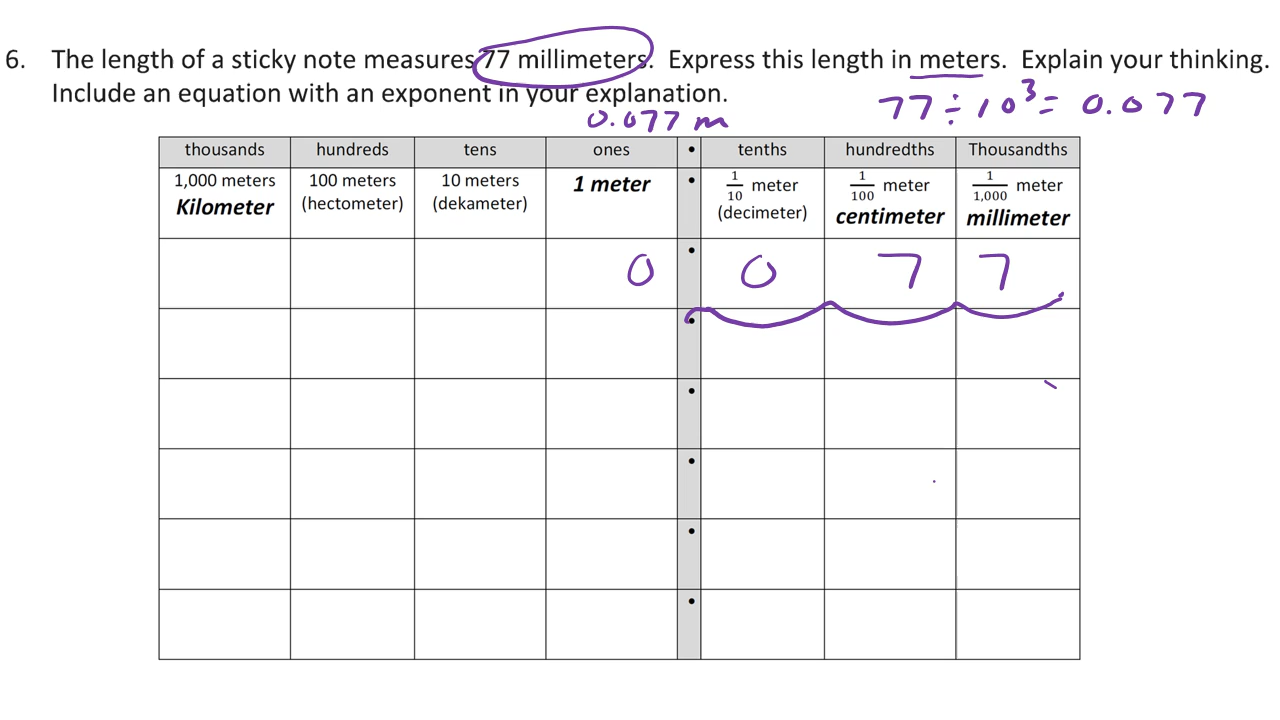 6. The length of a sticky note measures 77 millimeters. Express this length in meters. Explain your thinking.
Include an equation with an exponent in your explanation.
77 ÷ 10³ = 0.077
0.077 m
thousands hundreds tens ones • tenths hundredths Thousandths
1,000 meters 100 meters 10 meters 1 meter • 1/10 meter 1/100 meter 1/1,000 meter
Kilometer (hectometer) (dekameter) (decimeter) centimeter millimeter
0 • 0 7 7
•
•
•
•
•